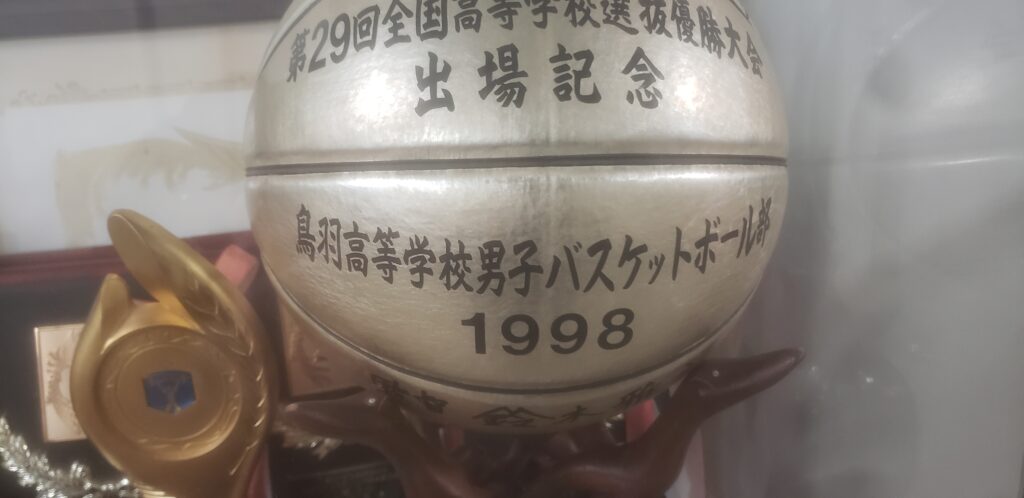 第29回全国高等学校選抜優勝大会
出場記念
鳥羽高等学校男子バスケットボール部
1998